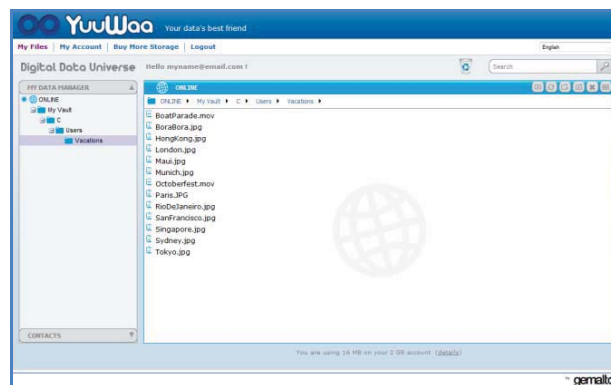 YuuWaa Your data's best friend
My Files | My Account | Buy More Storage | Logout English
Digital Data Universe Hello myname@email.com ! Search
MY DATA MANAGER
ONLINE
ONLINE
My Vault
C
Users
Vacations
ONLINE ▸ My Vault ▸ C ▸ Users ▸ Vacations ▸
BoatParade.mov
BoraBora.jpg
HongKong.jpg
London.jpg
Maui.jpg
Munich.jpg
Octoberfest.mov
Paris.JPG
RioDeJaneiro.jpg
SanFrancisco.jpg
Singapore.jpg
Sydney.jpg
Tokyo.jpg
CONTACTS
You are using 16 MB on your 2 GB account (details)
gemalto